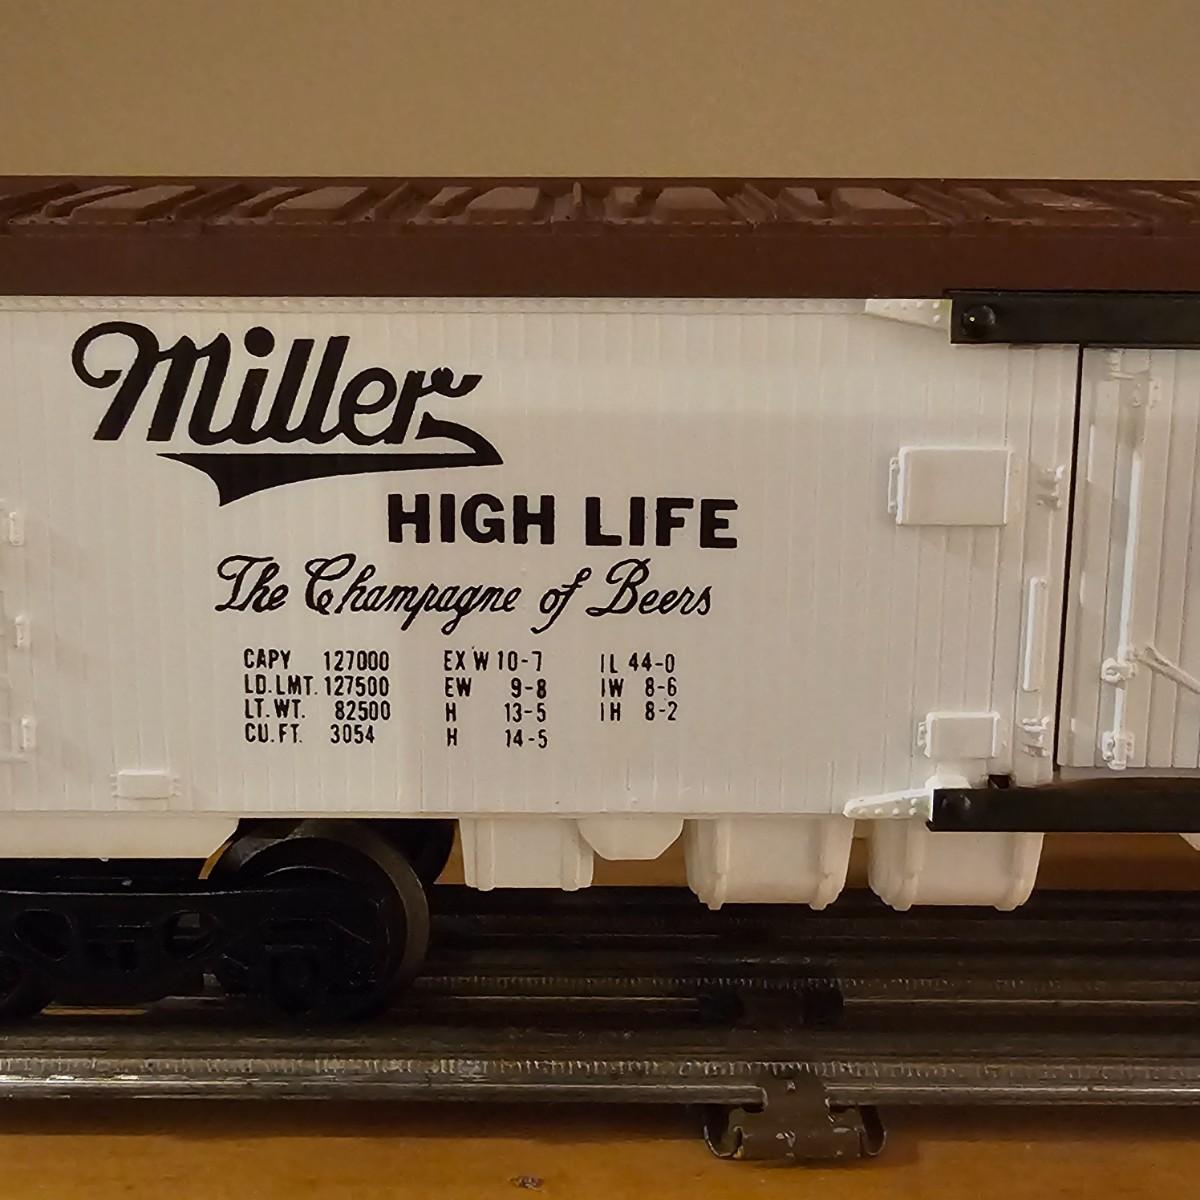 Miller
HIGH LIFE
The Champagne of Beers
CAPY 127000 EX W 10-7 IL 44-0
LD.LMT. 127500 EW 9-8 IW 8-6
LT. WT. 82500 H 13-5 IH 8-2
CU.FT. 3054 H 14-5